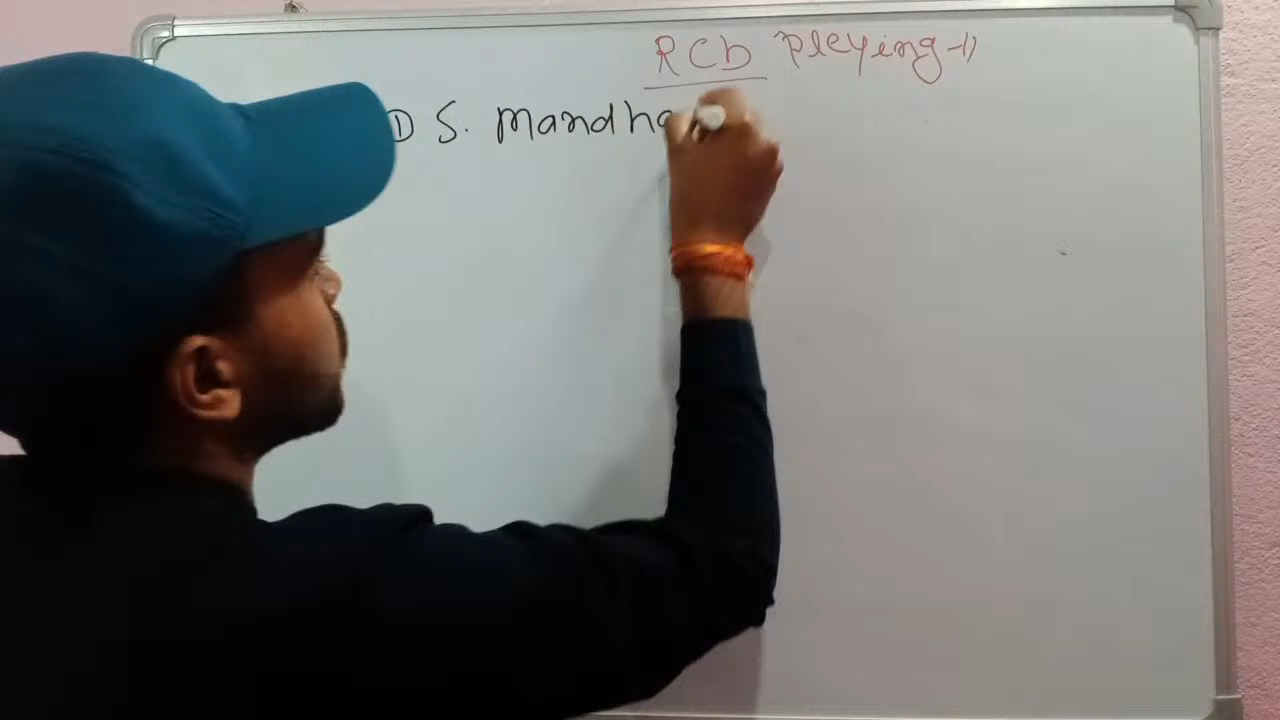 RCb Pleying-11
① S. Mandha